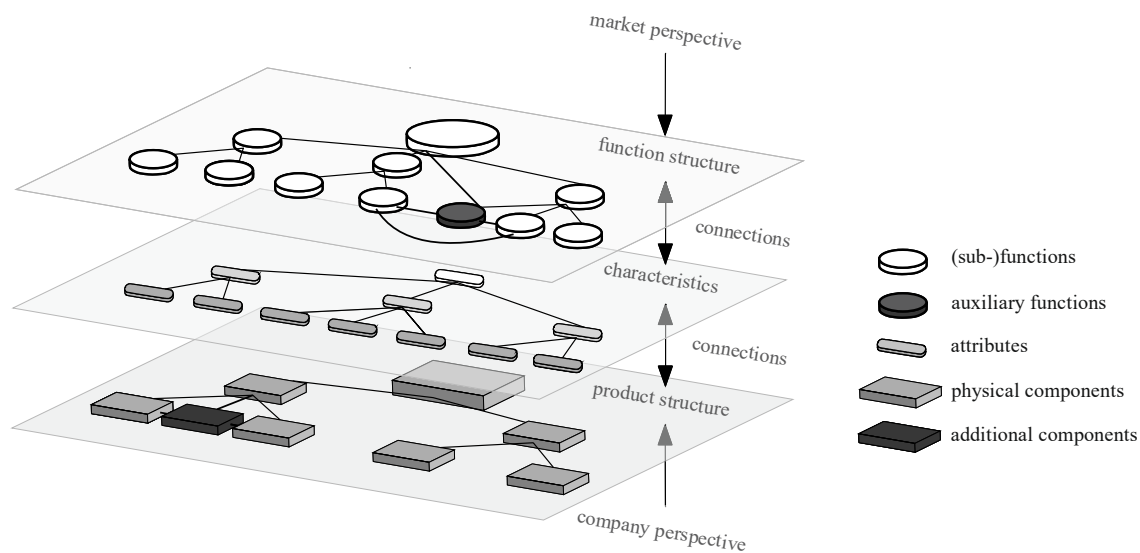 market perspective
function structure
connections
characteristics
connections
product structure
company perspective
(sub-)functions
auxiliary functions
attributes
physical components
additional components